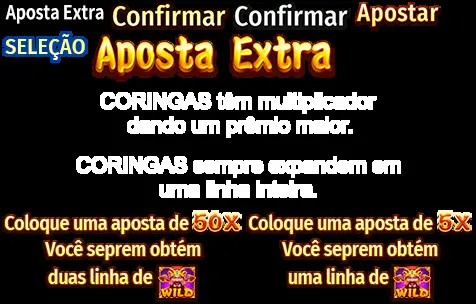 Aposta Extra Confirmar Confirmar Apostar
SELEÇÃO Aposta Extra
CORINGAS têm multiplicador
dando um prêmio maior.
CORINGAS sempre expandem em
uma linha inteira.
Coloque uma aposta de 50X
Você seprem obtém
duas linha de WILD
Coloque uma aposta de 5X
Você seprem obtém
uma linha de WILD